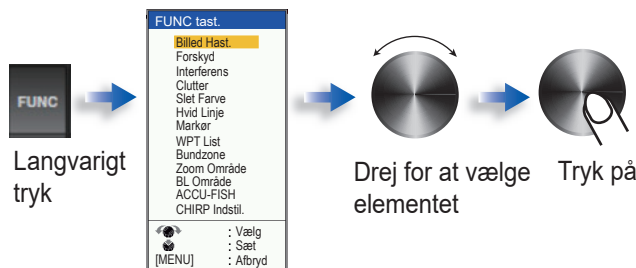 FUNC
Langvarigt
tryk
FUNC tast.
Billed Hast.
Forskyd
Interferens
Clutter
Slet Farve
Hvid Linje
Markør
WPT List
Bundzone
Zoom Område
BL Område
ACCU-FISH
CHIRP Indstil.
: Vælg
: Sæt
[MENU] : Afbryd
Drej for at vælge
elementet
Tryk på